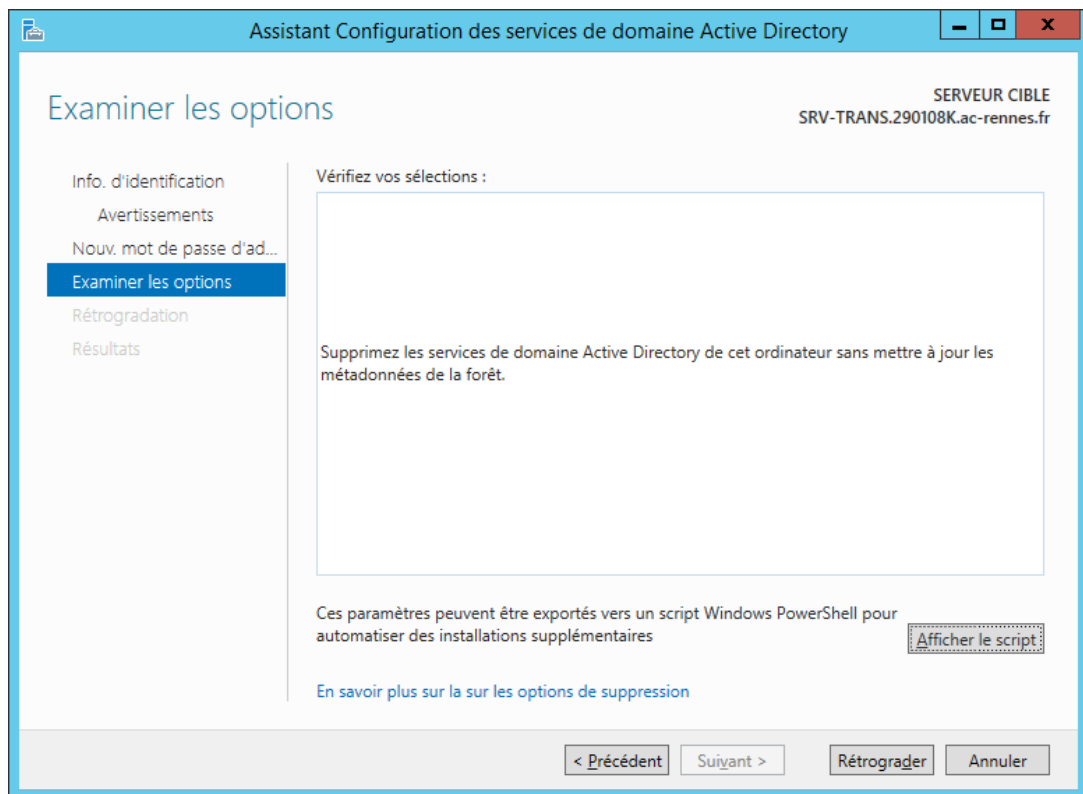 Assistant Configuration des services de domaine Active Directory
Examiner les options
SERVEUR CIBLE
SRV-TRANS.290108K.ac-rennes.fr
Info. d'identification
Avertissements
Nouv. mot de passe d'ad...
Examiner les options
Rétrogradation
Résultats
Vérifiez vos sélections :
Supprimez les services de domaine Active Directory de cet ordinateur sans mettre à jour les
métadonnées de la forêt.
Ces paramètres peuvent être exportés vers un script Windows PowerShell pour
automatiser des installations supplémentaires
Afficher le script
En savoir plus sur la sur les options de suppression
< Précédent
Suivant >
Rétrograder
Annuler